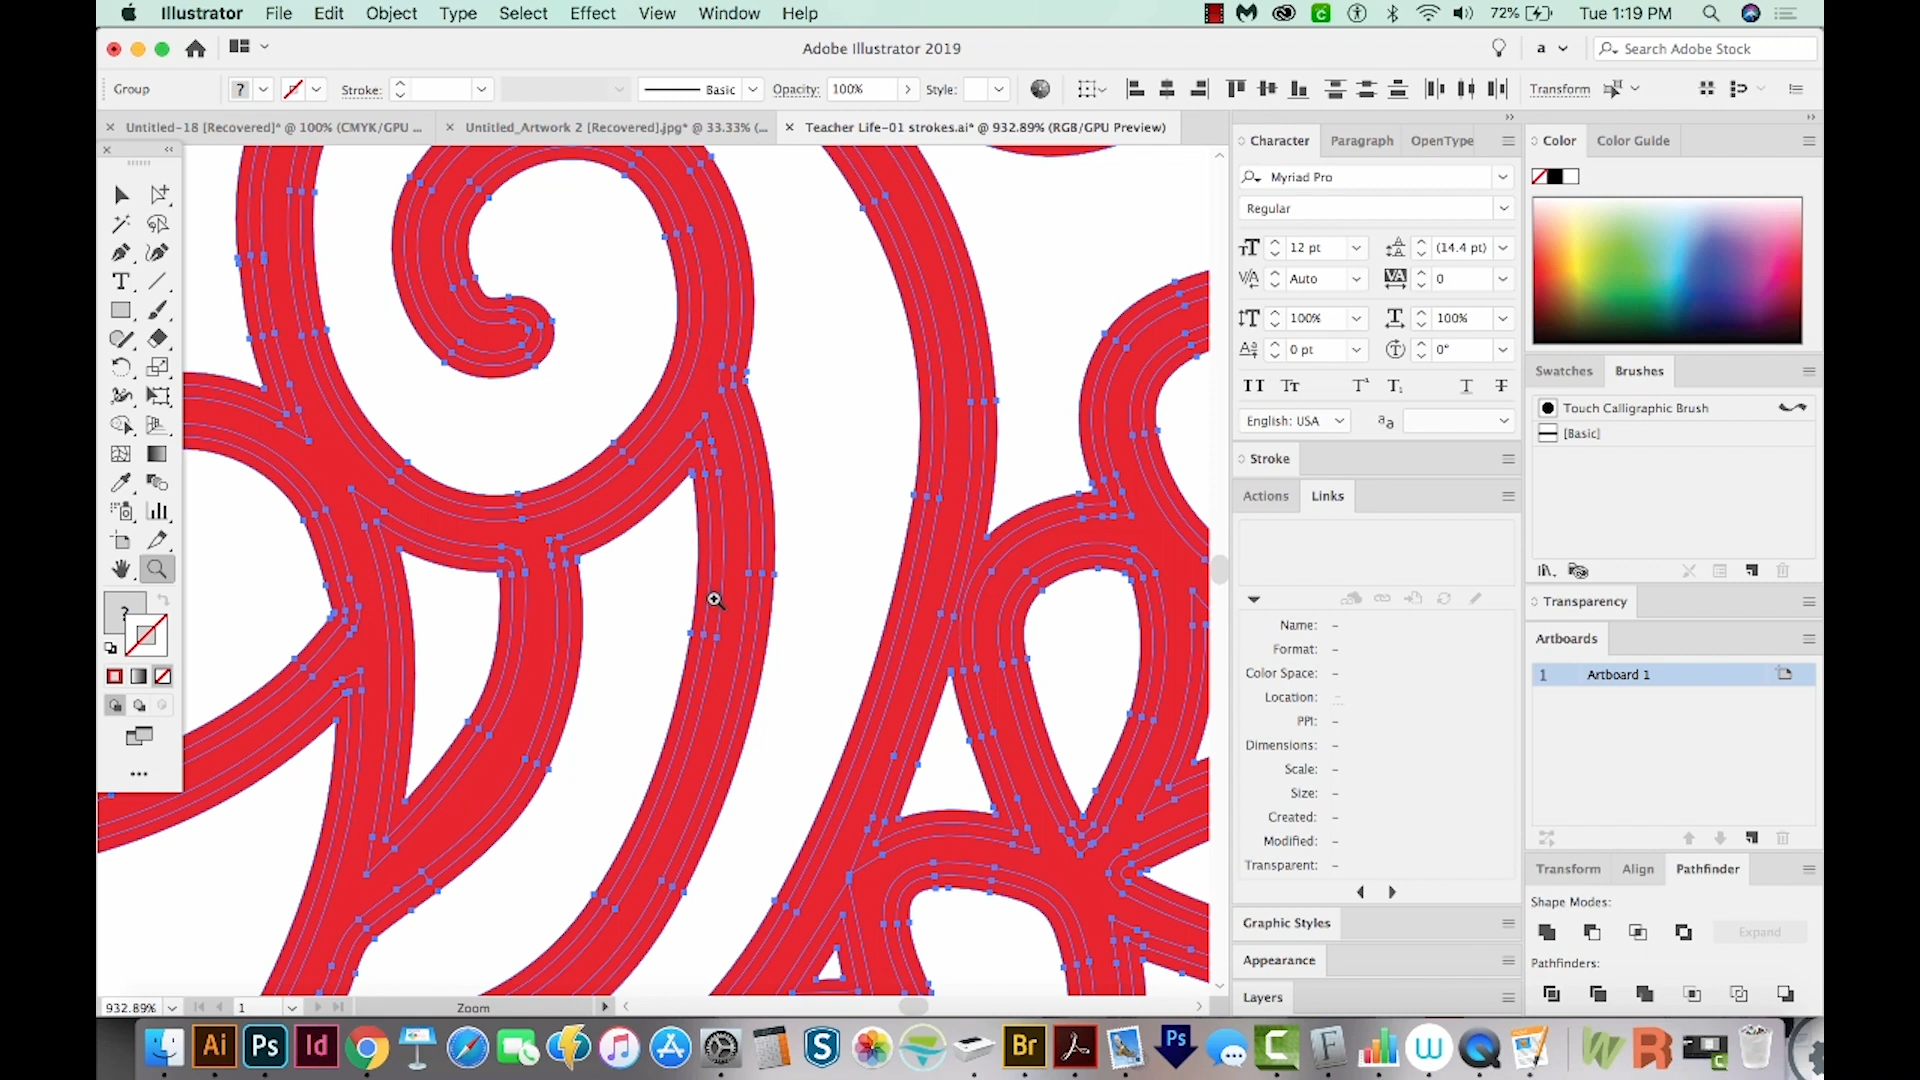 Illustrator File Edit Object Type Select Effect View Window Help 72% Tue 1:19 PM
Adobe Illustrator 2019 a Search Adobe Stock
Group ? Stroke: Basic Opacity: 100% Style: Transform
Untitled-18 [Recovered]* @ 100% (CMYK/GPU ... Untitled_Artwork 2 [Recovered].jpg* @ 33.33% (... Teacher Life-01 strokes.ai* @ 932.89% (RGB/GPU Preview)
Character Paragraph OpenType
Myriad Pro
Regular
12 pt (14.4 pt)
Auto 0
100% 100%
0 pt 0°
English: USA
Stroke
Actions Links
Name: –
Format: –
Color Space: –
Location:
PPI: –
Dimensions: –
Scale: –
Size: –
Created: –
Modified: –
Transparent: –
Graphic Styles
Appearance
Layers
Color Color Guide
Swatches Brushes
Touch Calligraphic Brush
[Basic]
Transparency
Artboards
1 Artboard 1
Transform Align Pathfinder
Shape Modes:
Expand
Pathfinders:
932.89% 1 Zoom
Ai Ps Id Br Ps